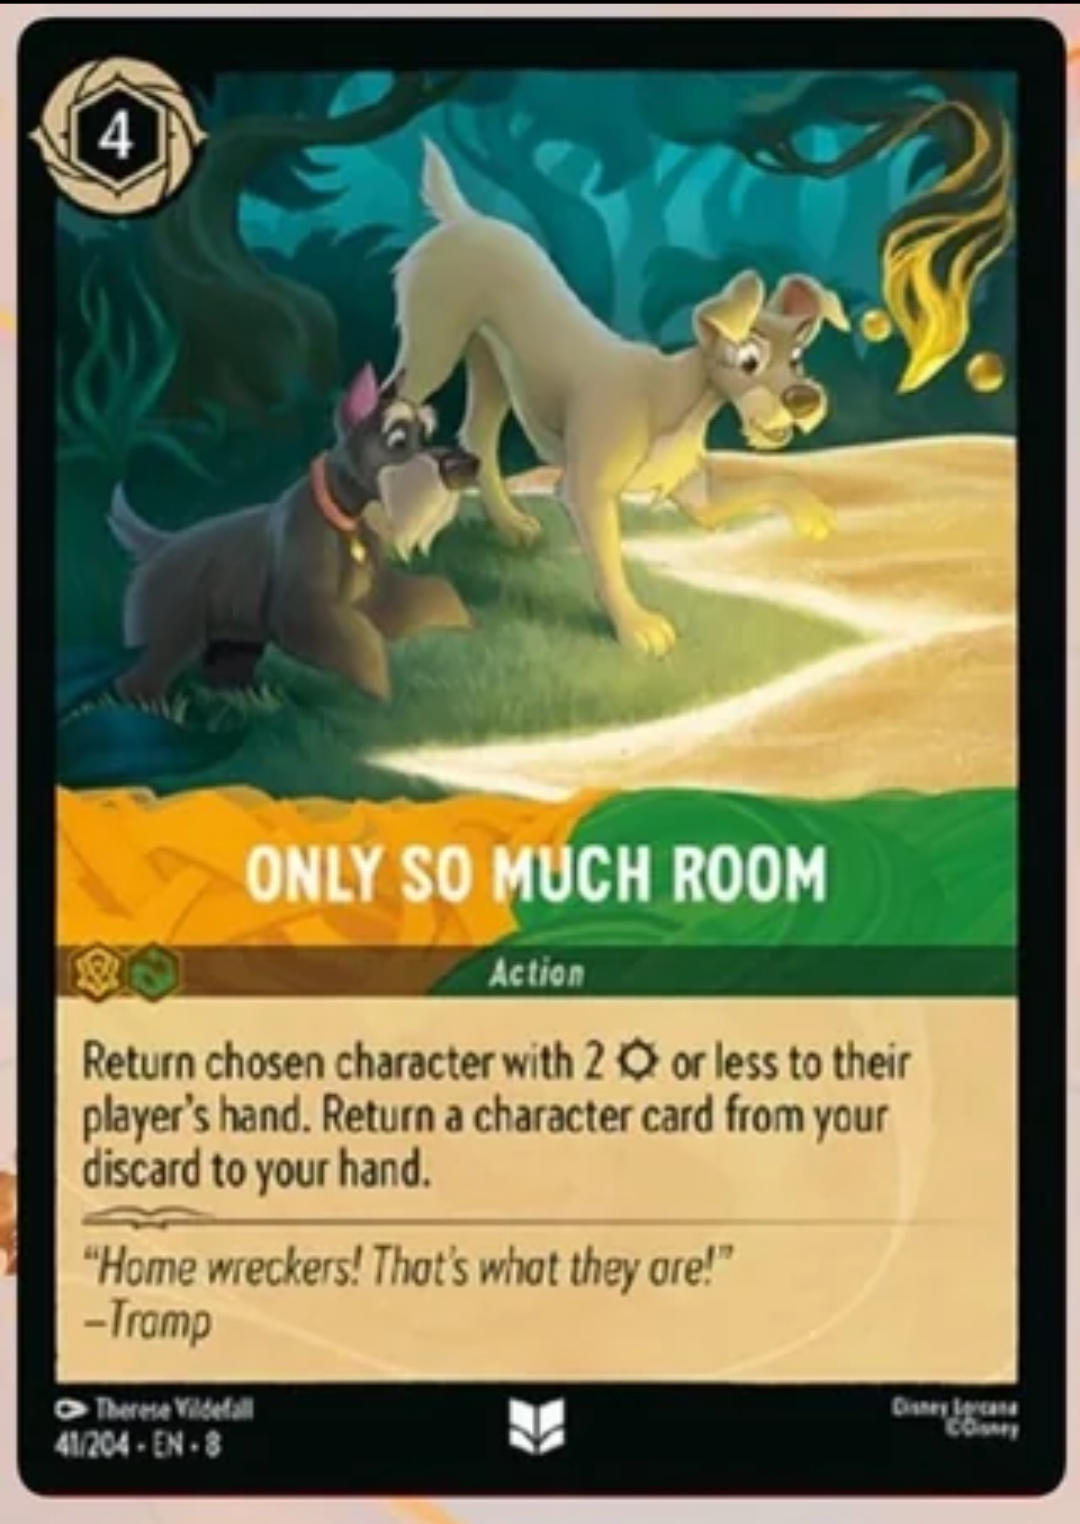 4
ONLY SO MUCH ROOM
Action
Return chosen character with 2 or less to their
player's hand. Return a character card from your
discard to your hand.
“Home wreckers! That's what they are!”
–Tramp
Therese Vildefall
41/204 • EN • 8
Disney Lorcana
©Disney